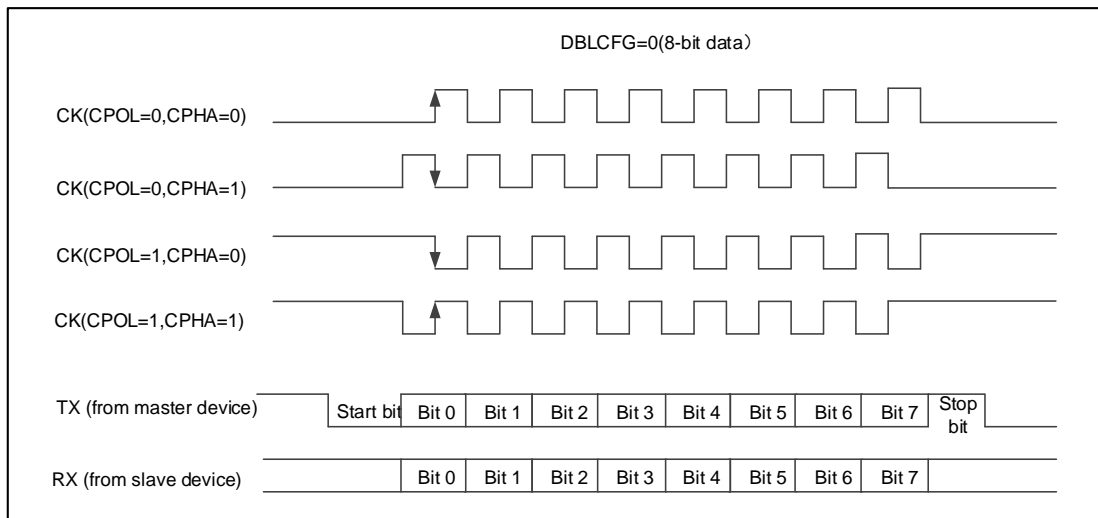 DBLCFG=0(8-bit data）
CK(CPOL=0,CPHA=0)
CK(CPOL=0,CPHA=1)
CK(CPOL=1,CPHA=0)
CK(CPOL=1,CPHA=1)
TX (from master device) Start bit Bit 0 Bit 1 Bit 2 Bit 3 Bit 4 Bit 5 Bit 6 Bit 7 Stop
bit
RX (from slave device) Bit 0 Bit 1 Bit 2 Bit 3 Bit 4 Bit 5 Bit 6 Bit 7